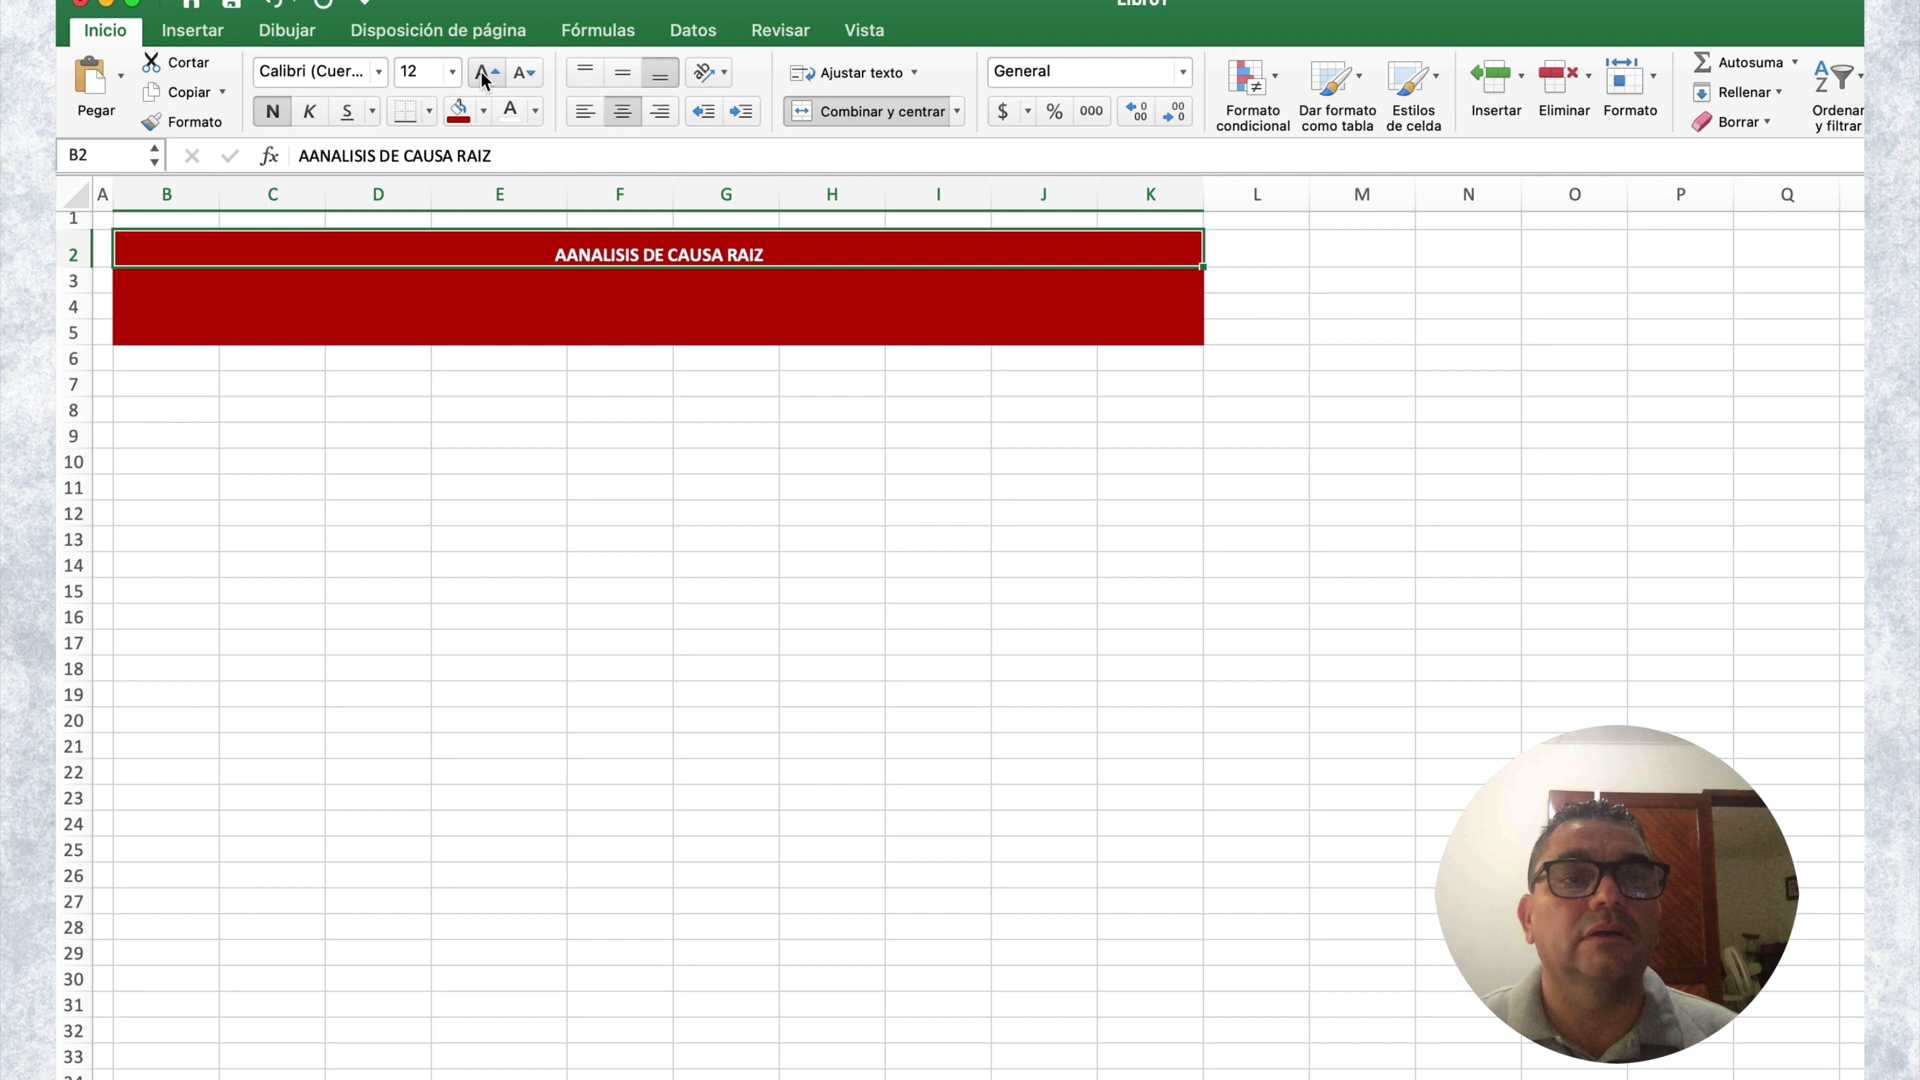 Libro1
Inicio Insertar Dibujar Disposición de página Fórmulas Datos Revisar Vista
Pegar
Cortar
Copiar
Formato
Calibri (Cuer... 12
N K S
Ajustar texto
Combinar y centrar
General
$ % 000
Formato condicional
Dar formato como tabla
Estilos de celda
Insertar Eliminar Formato
Autosuma
Rellenar
Borrar
Ordenar y filtrar
B2 fx AANALISIS DE CAUSA RAIZ
A B C D E F G H I J K L M N O P Q
1
2 AANALISIS DE CAUSA RAIZ
3
4
5
6
7
8
9
10
11
12
13
14
15
16
17
18
19
20
21
22
23
24
25
26
27
28
29
30
31
32
33